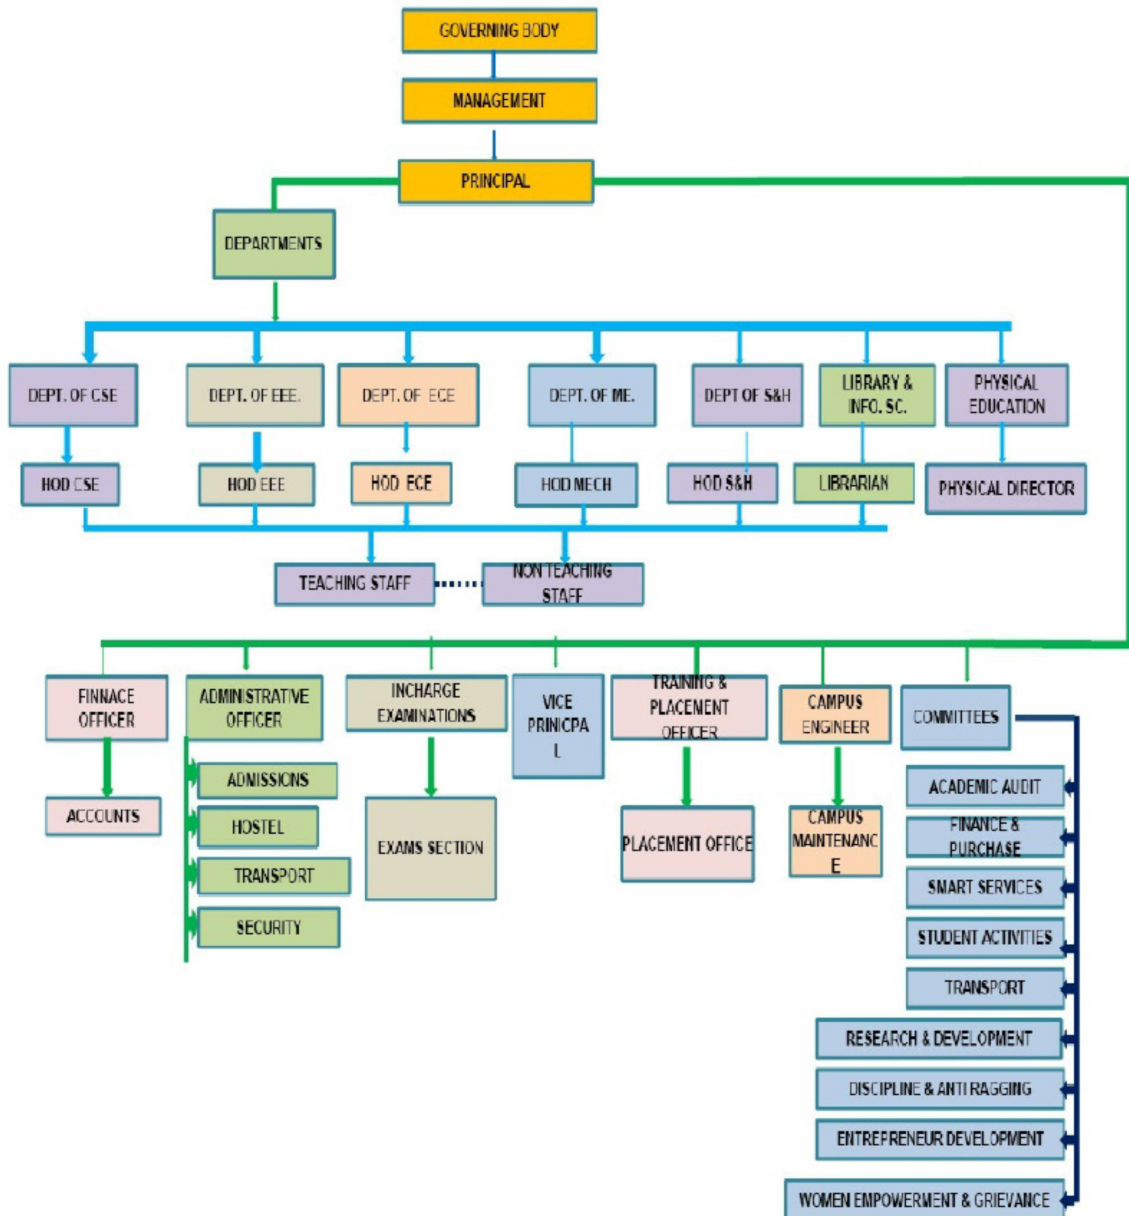 GOVERNING BODY
MANAGEMENT
PRINCIPAL
DEPARTMENTS
DEPT. OF CSE
DEPT. OF EEE.
DEPT. OF ECE
DEPT. OF ME.
DEPT OF S&H
LIBRARY &
INFO. SC.
PHYSICAL
EDUCATION
HOD CSE
HOD EEE
HOD ECE
HOD MECH
HOD S&H
LIBRARIAN
PHYSICAL DIRECTOR
TEACHING STAFF
NON TEACHING
STAFF
FINNACE
OFFICER
ADMINISTRATIVE
OFFICER
INCHARGE
EXAMINATIONS
VICE
PRINICPA
L
TRAINING &
PLACEMENT
OFFICER
CAMPUS
ENGINEER
COMMITTEES
ACCOUNTS
ADMISSIONS
HOSTEL
TRANSPORT
SECURITY
EXAMS SECTION
PLACEMENT OFFICE
CAMPUS
MAINTENANC
E
ACADEMIC AUDIT
FINANCE &
PURCHASE
SMART SERVICES
STUDENT ACTIVITIES
TRANSPORT
RESEARCH & DEVELOPMENT
DISCIPLINE & ANTI RAGGING
ENTREPRENEUR DEVELOPMENT
WOMEN EMPOWERMENT & GRIEVANCE